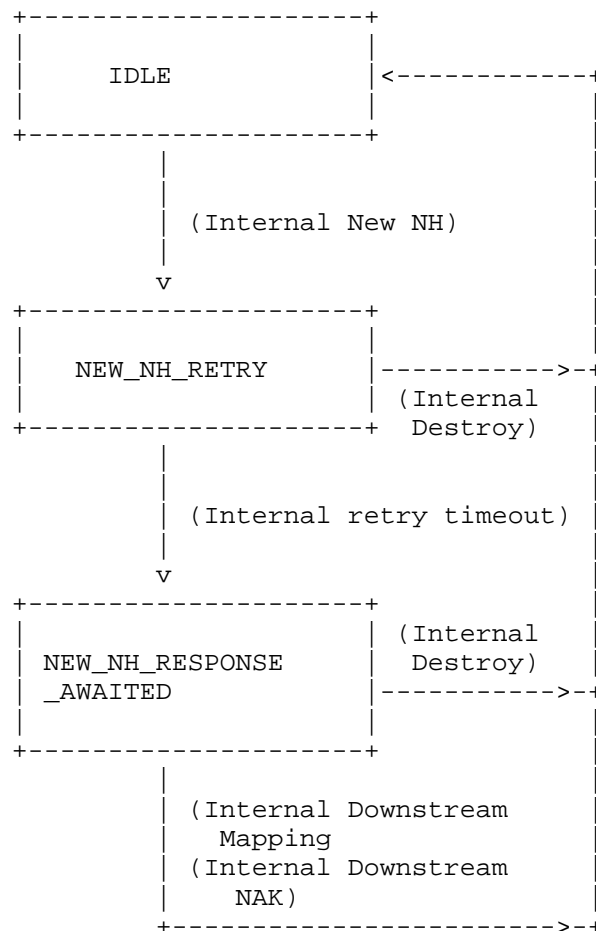 IDLE
(Internal New NH)
NEW_NH_RETRY
(Internal
Destroy)
(Internal retry timeout)
(Internal
NEW_NH_RESPONSE Destroy)
_AWAITED
(Internal Downstream
Mapping
(Internal Downstream
NAK)